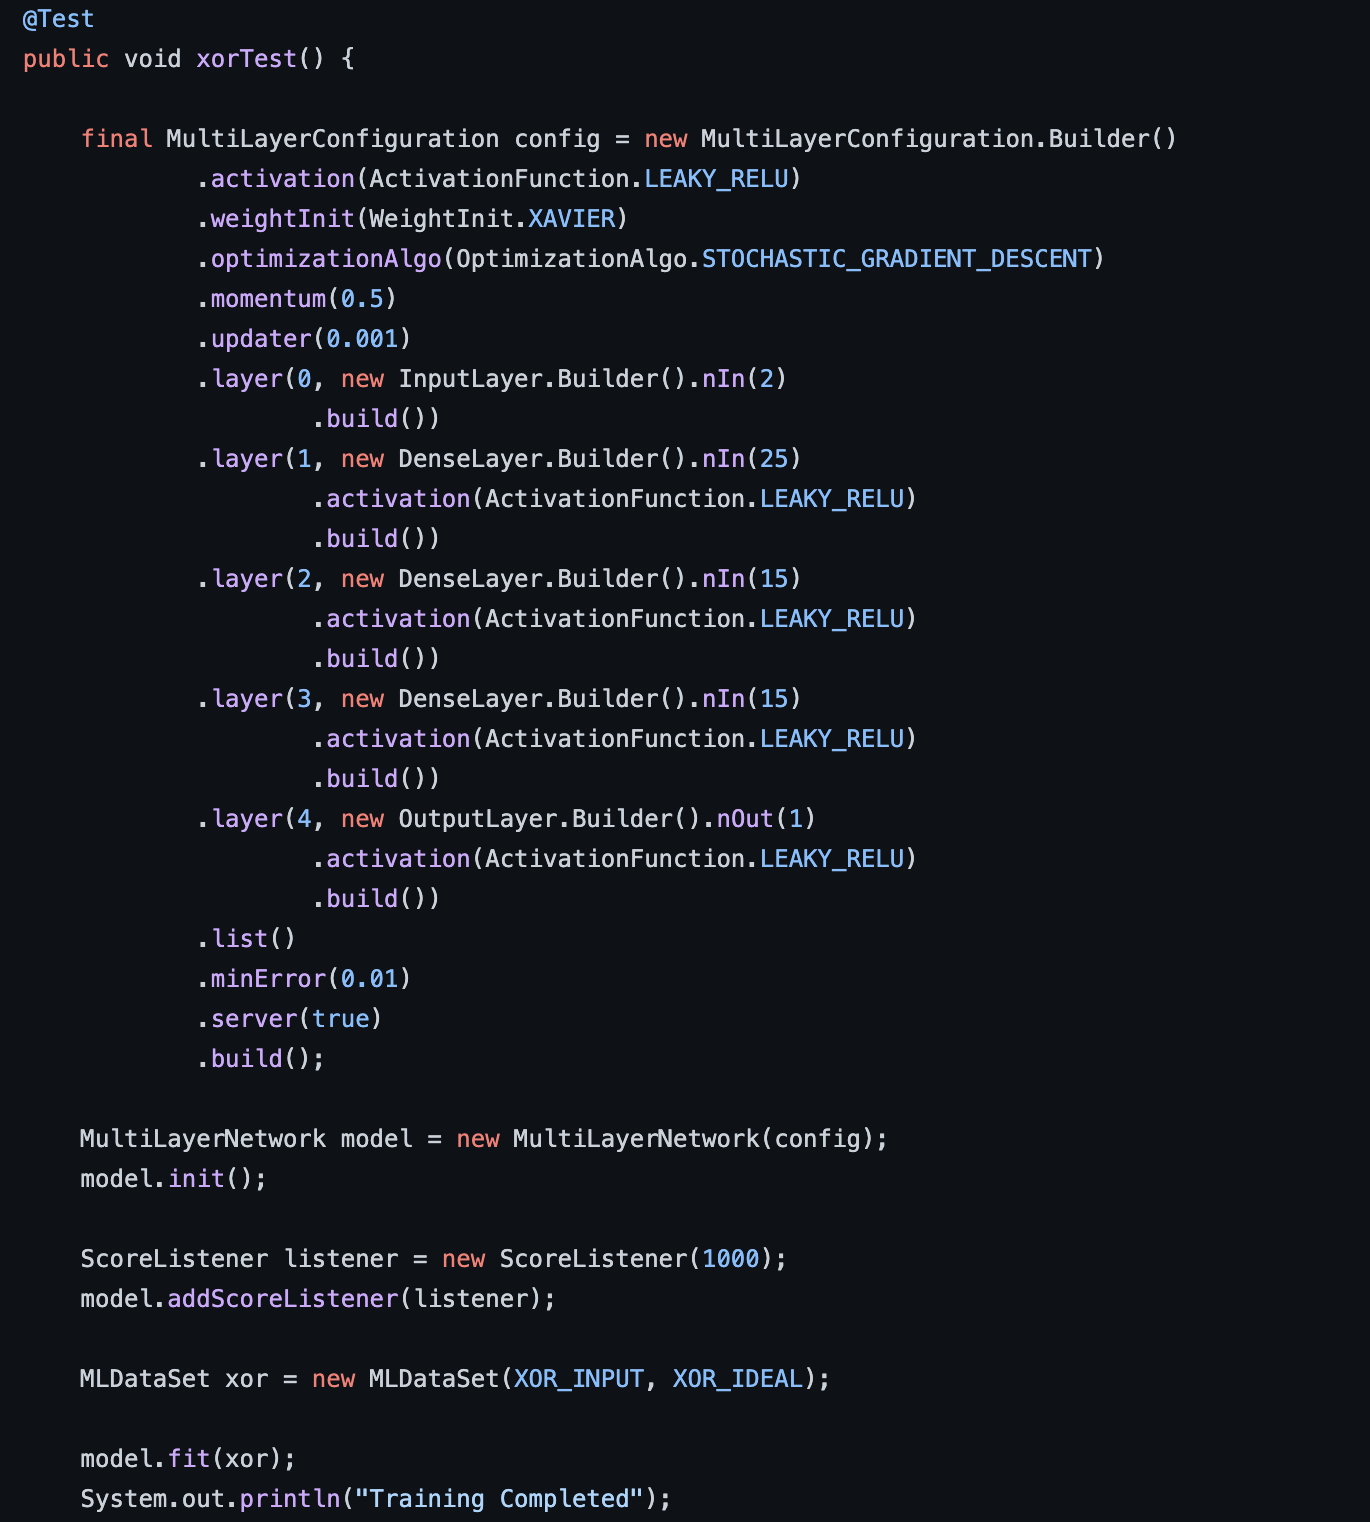 @Test
public void xorTest() {
final MultiLayerConfiguration config = new MultiLayerConfiguration.Builder()
.activation(ActivationFunction.LEAKY_RELU)
.weightInit(WeightInit.XAVIER)
.optimizationAlgo(OptimizationAlgo.STOCHASTIC_GRADIENT_DESCENT)
.momentum(0.5)
.updater(0.001)
.layer(0, new InputLayer.Builder().nIn(2)
.build())
.layer(1, new DenseLayer.Builder().nIn(25)
.activation(ActivationFunction.LEAKY_RELU)
.build())
.layer(2, new DenseLayer.Builder().nIn(15)
.activation(ActivationFunction.LEAKY_RELU)
.build())
.layer(3, new DenseLayer.Builder().nIn(15)
.activation(ActivationFunction.LEAKY_RELU)
.build())
.layer(4, new OutputLayer.Builder().nOut(1)
.activation(ActivationFunction.LEAKY_RELU)
.build())
.list()
.minError(0.01)
.server(true)
.build();
MultiLayerNetwork model = new MultiLayerNetwork(config);
model.init();
ScoreListener listener = new ScoreListener(1000);
model.addScoreListener(listener);
MLDataSet xor = new MLDataSet(XOR_INPUT, XOR_IDEAL);
model.fit(xor);
System.out.println("Training Completed");